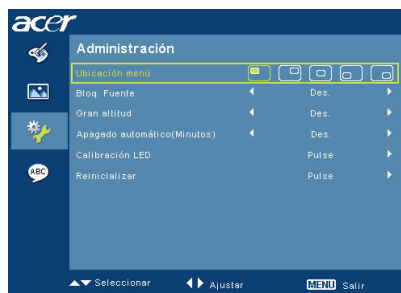 acer
Administración
Ubicación menú
Bloq. Fuente Des.
Gran altitud Des.
Apagado automático(Minutos) Des.
Calibración LED Pulse
Reinicializar Pulse
ABC
Seleccionar Ajustar MENU Salir